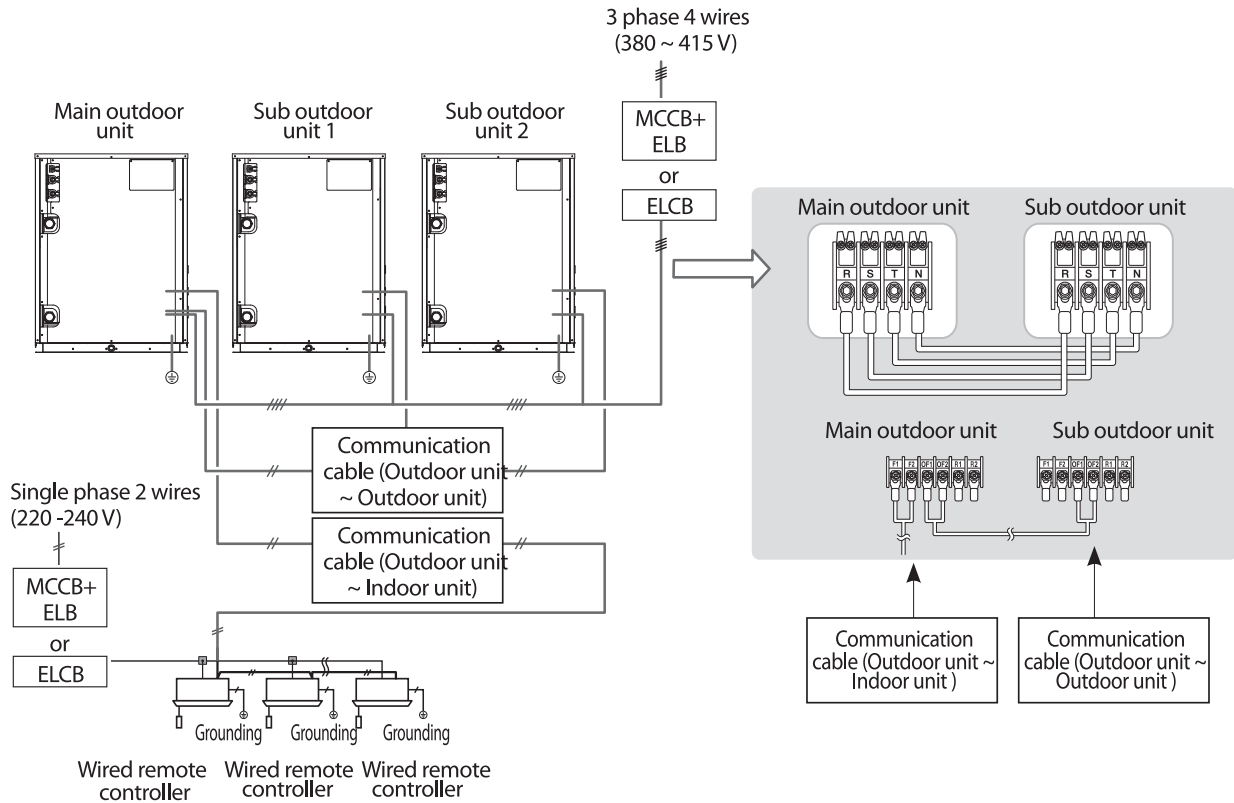 3 phase 4 wires
(380 ~ 415 V)
MCCB+
ELB
or
ELCB
Main outdoor
unit
Sub outdoor
unit 1
Sub outdoor
unit 2
Communication
cable (Outdoor unit
~ Outdoor unit)
Communication
cable (Outdoor unit
~ Indoor unit)
Single phase 2 wires
(220 -240 V)
MCCB+
ELB
or
ELCB
Grounding
Grounding
Grounding
Wired remote
controller
Wired remote
controller
Wired remote
controller
Main outdoor unit
R S T N
Sub outdoor unit
R S T N
Main outdoor unit
F1 F2 OF1 OF2 R1 R2
Sub outdoor unit
F1 F2 OF1 OF2 R1 R2
Communication
cable (Outdoor unit ~
Indoor unit )
Communication
cable (Outdoor unit ~
Outdoor unit )